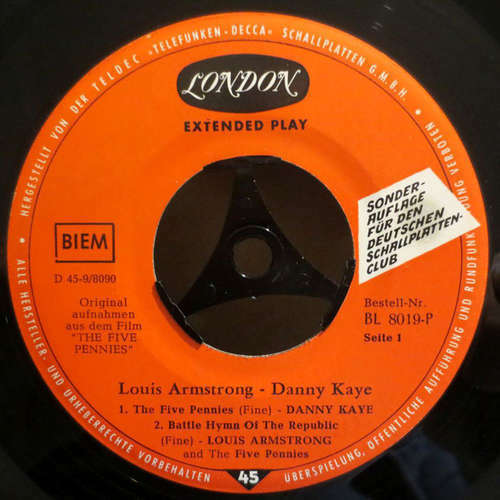 HERGESTELLT VON DER TELDEC »TELEFUNKEN-DECCA« SCHALLPLATTEN G.M.B.H
LONDON
EXTENDED PLAY
SONDER-
AUFLAGE
FÜR DEN
DEUTSCHEN
SCHALLPLATTEN-
CLUB
BIEM
D 45-9/8090
Original
aufnahmen
aus dem Film
"THE FIVE
PENNIES"
Bestell-Nr.
BL 8019-P
Seite 1
Louis Armstrong - Danny Kaye
1. The Five Pennies (Fine) - DANNY KAYE
2. Battle Hymn Of The Republic
(Fine) - LOUIS ARMSTRONG
and The Five Pennies
45
ALLE HERSTELLER- UND URHEBERRECHTE VORBEHALTEN
ÜBERSPIELUNG, ÖFFENTLICHE AUFFÜHRUNG UND RUNDFUNK VERBOTEN